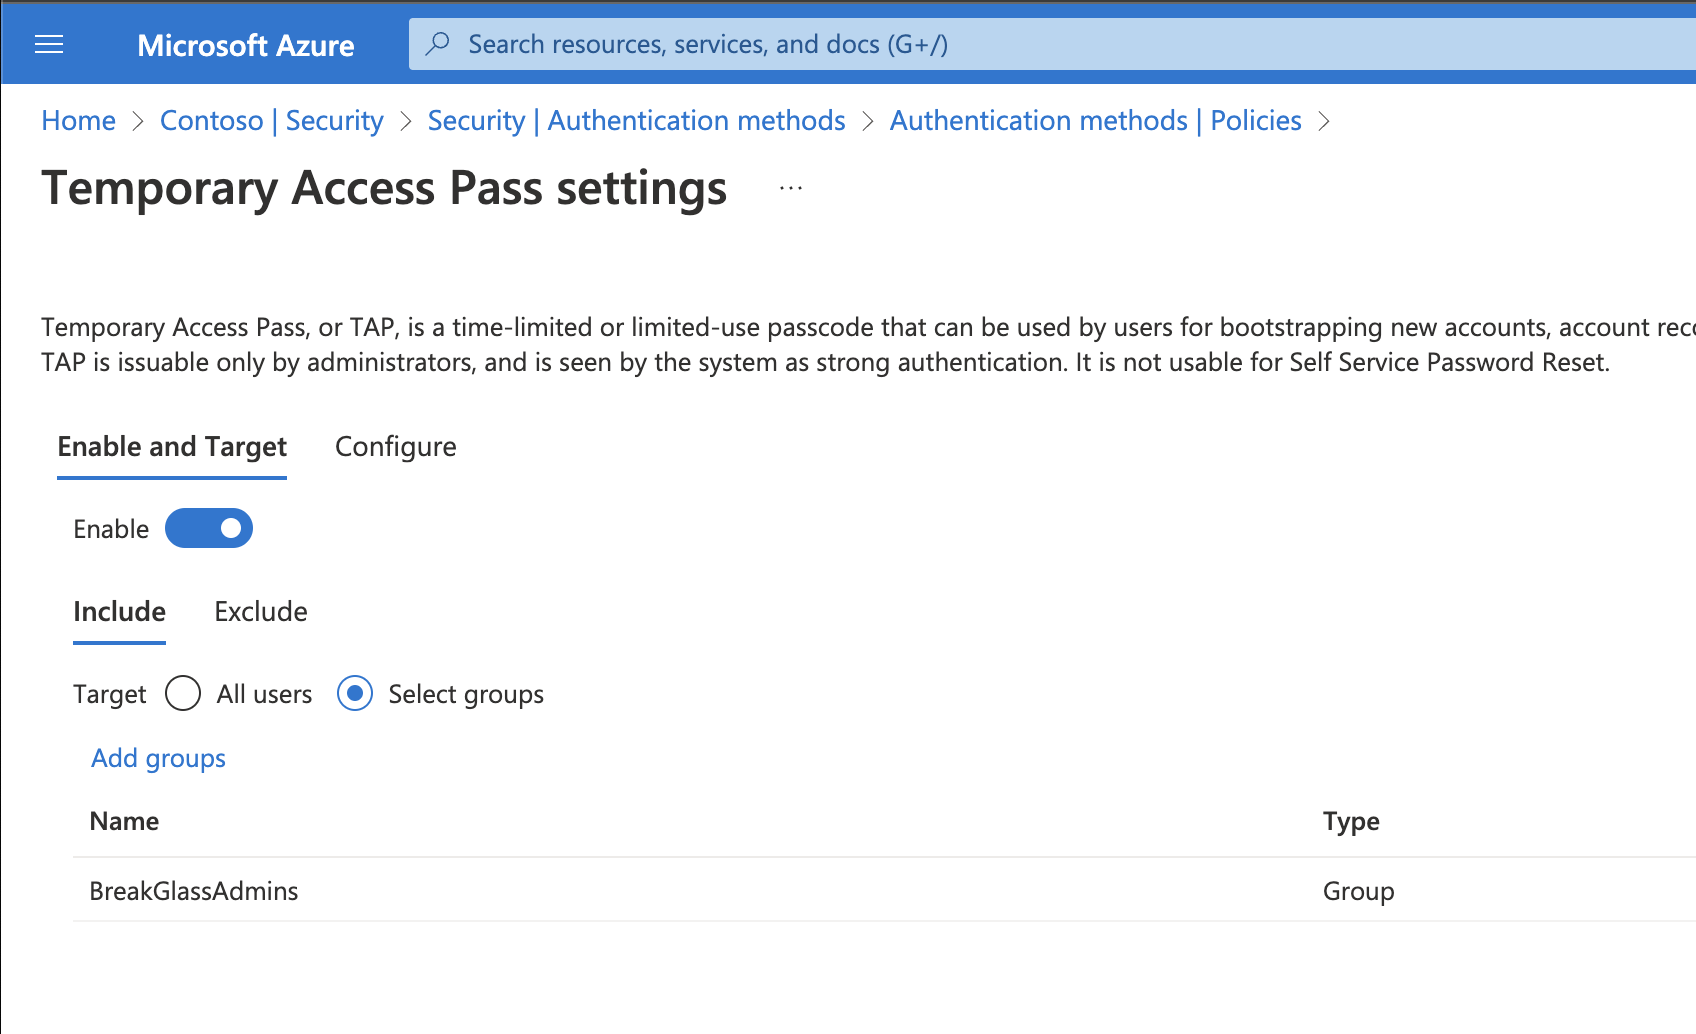 Microsoft Azure
Search resources, services, and docs (G+/)
Home > Contoso | Security > Security | Authentication methods > Authentication methods | Policies >
Temporary Access Pass settings ...
Temporary Access Pass, or TAP, is a time-limited or limited-use passcode that can be used by users for bootstrapping new accounts, account
TAP is issuable only by administrators, and is seen by the system as strong authentication. It is not usable for Self Service Password Reset.
Enable and Target Configure
Enable
Include Exclude
Target All users Select groups
Add groups
Name Type
BreakGlassAdmins Group